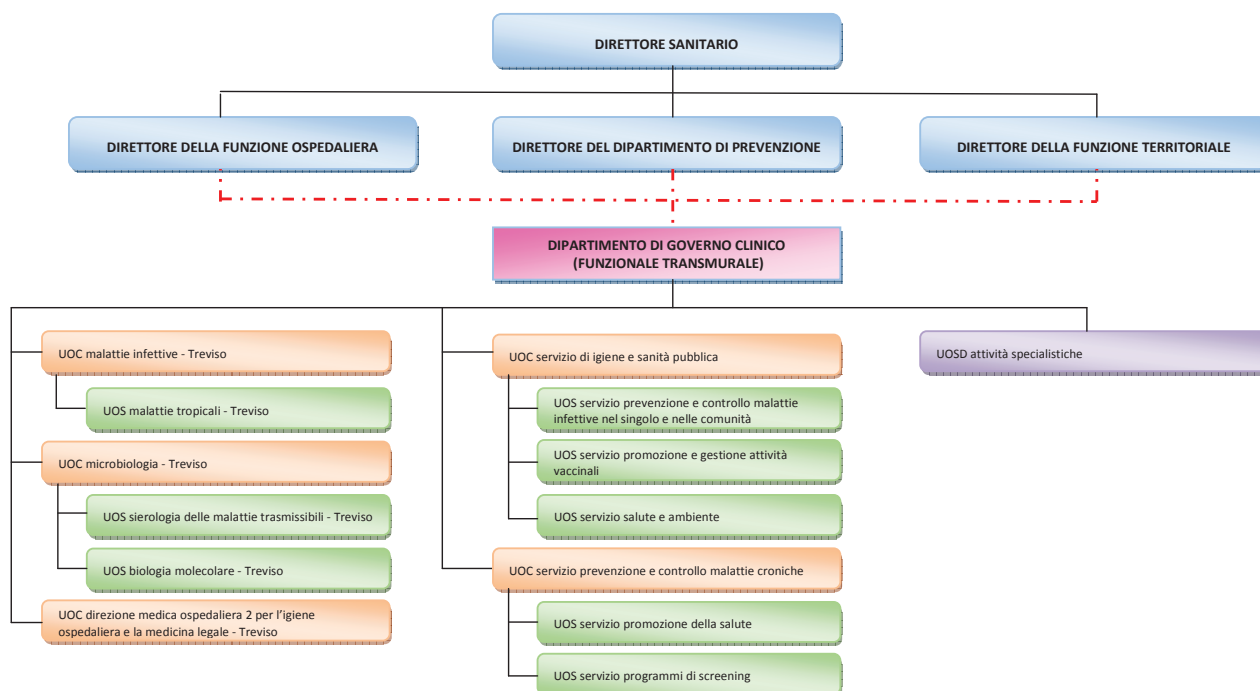 DIRETTORE SANITARIO
DIRETTORE DELLA FUNZIONE OSPEDALIERA
DIRETTORE DEL DIPARTIMENTO DI PREVENZIONE
DIRETTORE DELLA FUNZIONE TERRITORIALE
DIPARTIMENTO DI GOVERNO CLINICO
(FUNZIONALE TRANSMURALE)
UOC malattie infettive - Treviso
UOS malattie tropicali - Treviso
UOC microbiologia - Treviso
UOS sierologia delle malattie trasmissibili - Treviso
UOS biologia molecolare - Treviso
UOC direzione medica ospedaliera 2 per l'igiene
ospedaliera e la medicina legale - Treviso
UOC servizio di igiene e sanità pubblica
UOS servizio prevenzione e controllo malattie
infettive nel singolo e nelle comunità
UOS servizio promozione e gestione attività
vaccinali
UOS servizio salute e ambiente
UOC servizio prevenzione e controllo malattie croniche
UOS servizio promozione della salute
UOS servizio programmi di screening
UOSD attività specialistiche